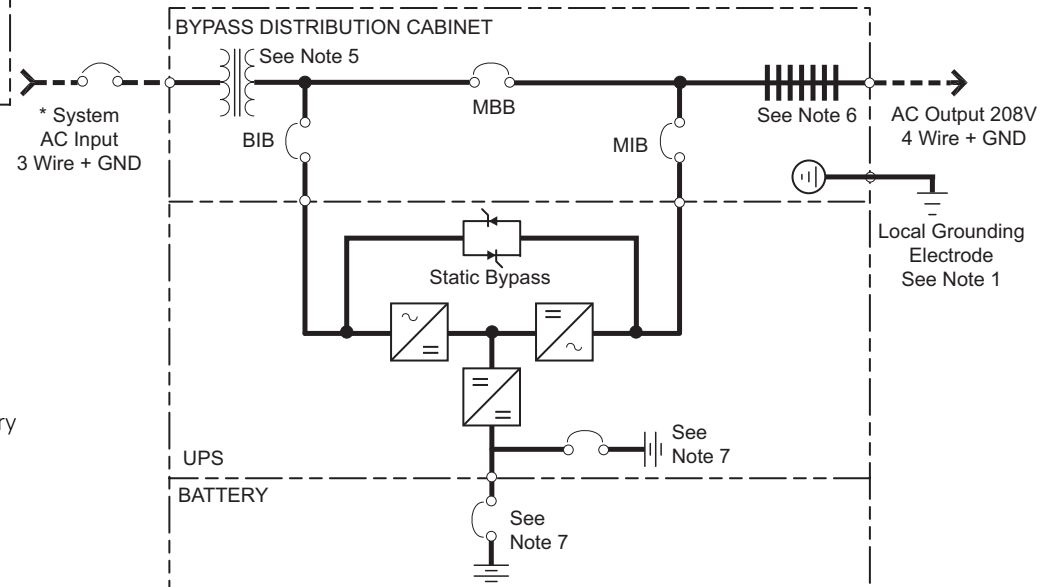 BYPASS DISTRIBUTION CABINET
See Note 5
* System
AC Input
3 Wire + GND
BIB
MBB
MIB
See Note 6
AC Output 208V
4 Wire + GND
Local Grounding
Electrode
See Note 1
Static Bypass
UPS
See
Note 7
BATTERY
See
Note 7